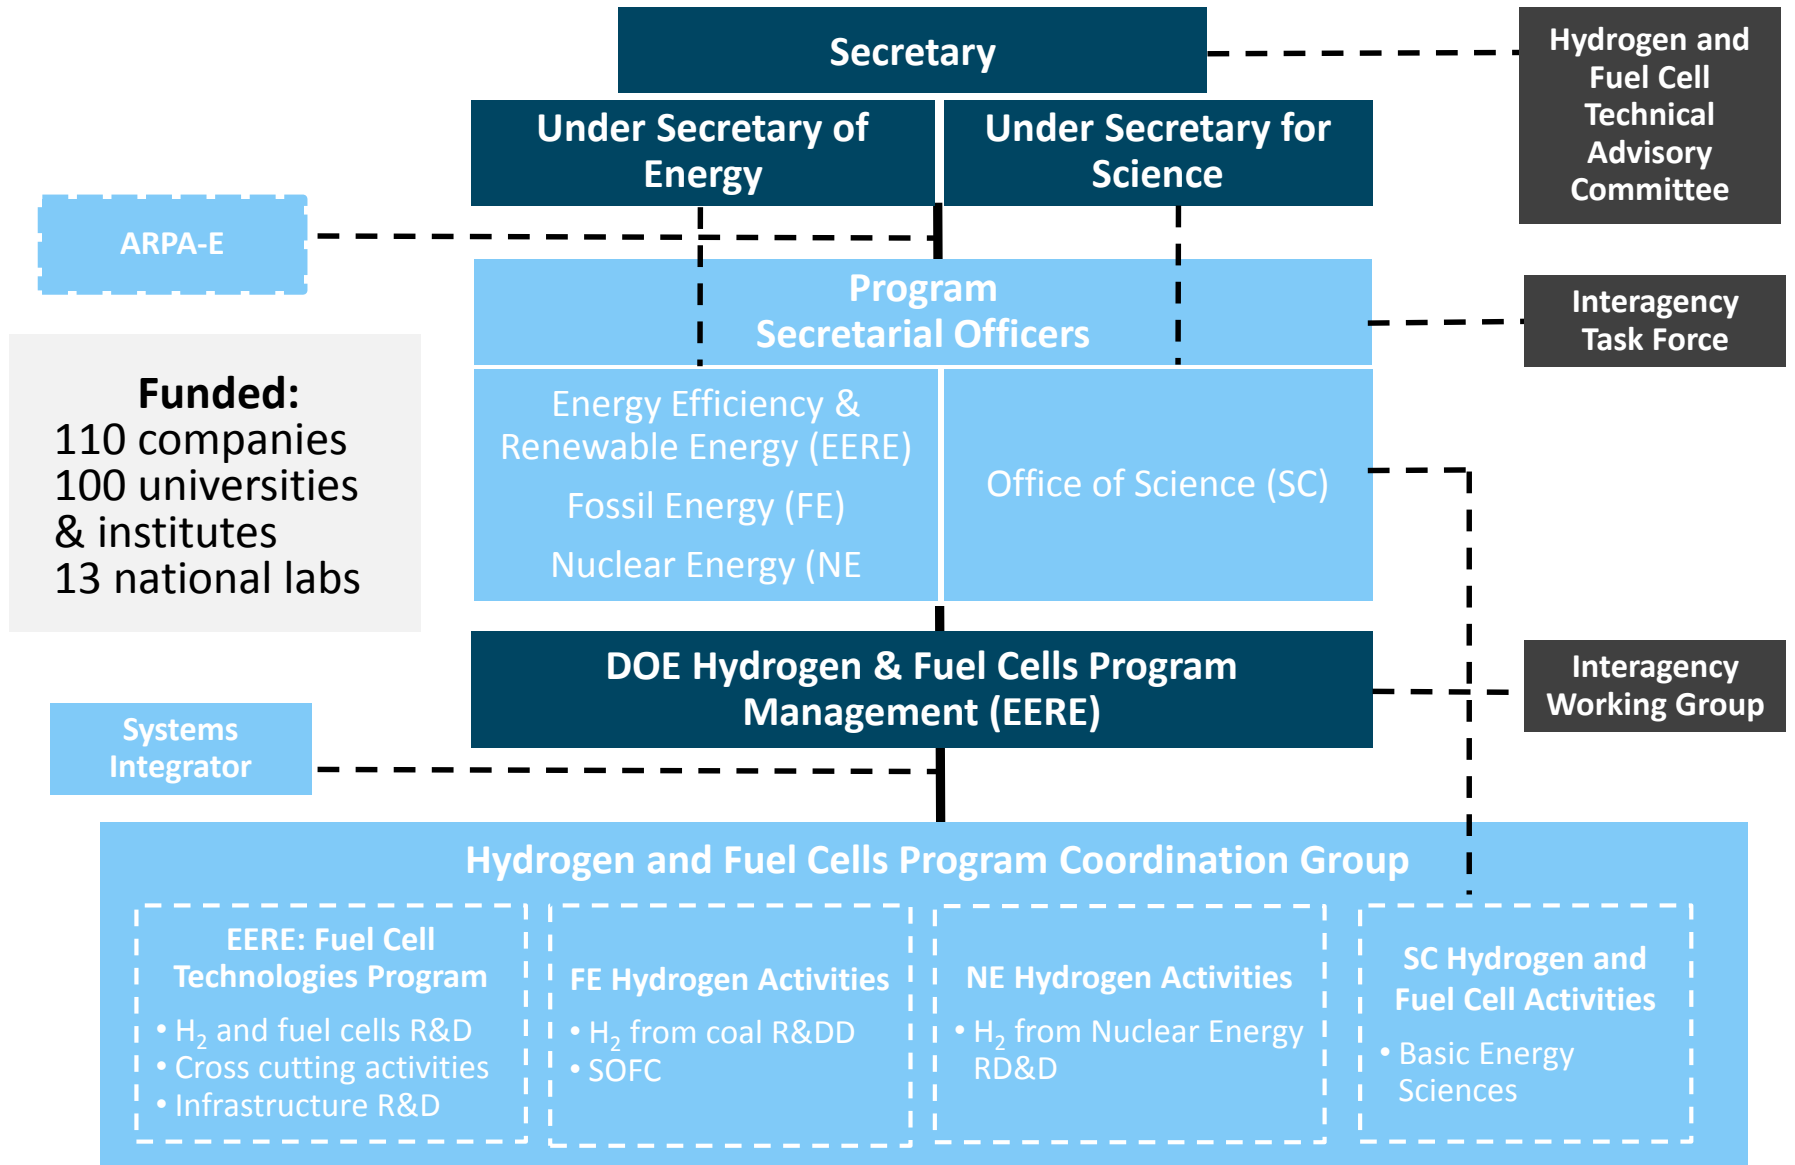 Secretary
Hydrogen and
Fuel Cell
Technical
Advisory
Committee
Under Secretary of
Energy
Under Secretary for
Science
ARPA-E
Program
Secretarial Officers
Interagency
Task Force
Funded:
110 companies
100 universities
& institutes
13 national labs
Energy Efficiency &
Renewable Energy (EERE)
Fossil Energy (FE)
Nuclear Energy (NE
Office of Science (SC)
DOE Hydrogen & Fuel Cells Program
Management (EERE)
Interagency
Working Group
Systems
Integrator
Hydrogen and Fuel Cells Program Coordination Group
EERE: Fuel Cell
Technologies Program
• H₂ and fuel cells R&D
• Cross cutting activities
• Infrastructure R&D
FE Hydrogen Activities
• H₂ from coal R&DD
• SOFC
NE Hydrogen Activities
• H₂ from Nuclear Energy
RD&D
SC Hydrogen and
Fuel Cell Activities
• Basic Energy
Sciences